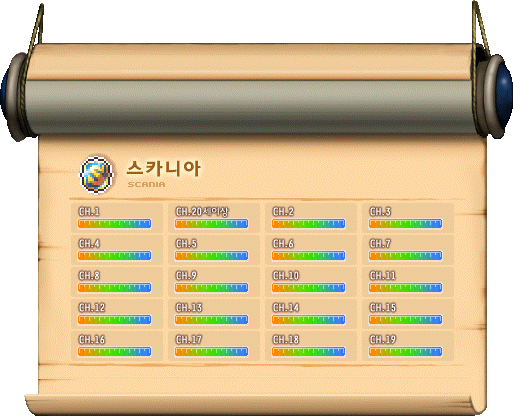 스카니아
SCANIA
CH.1 CH.20세이상 CH.2 CH.3
CH.4 CH.5 CH.6 CH.7
CH.8 CH.9 CH.10 CH.11
CH.12 CH.13 CH.14 CH.15
CH.16 CH.17 CH.18 CH.19